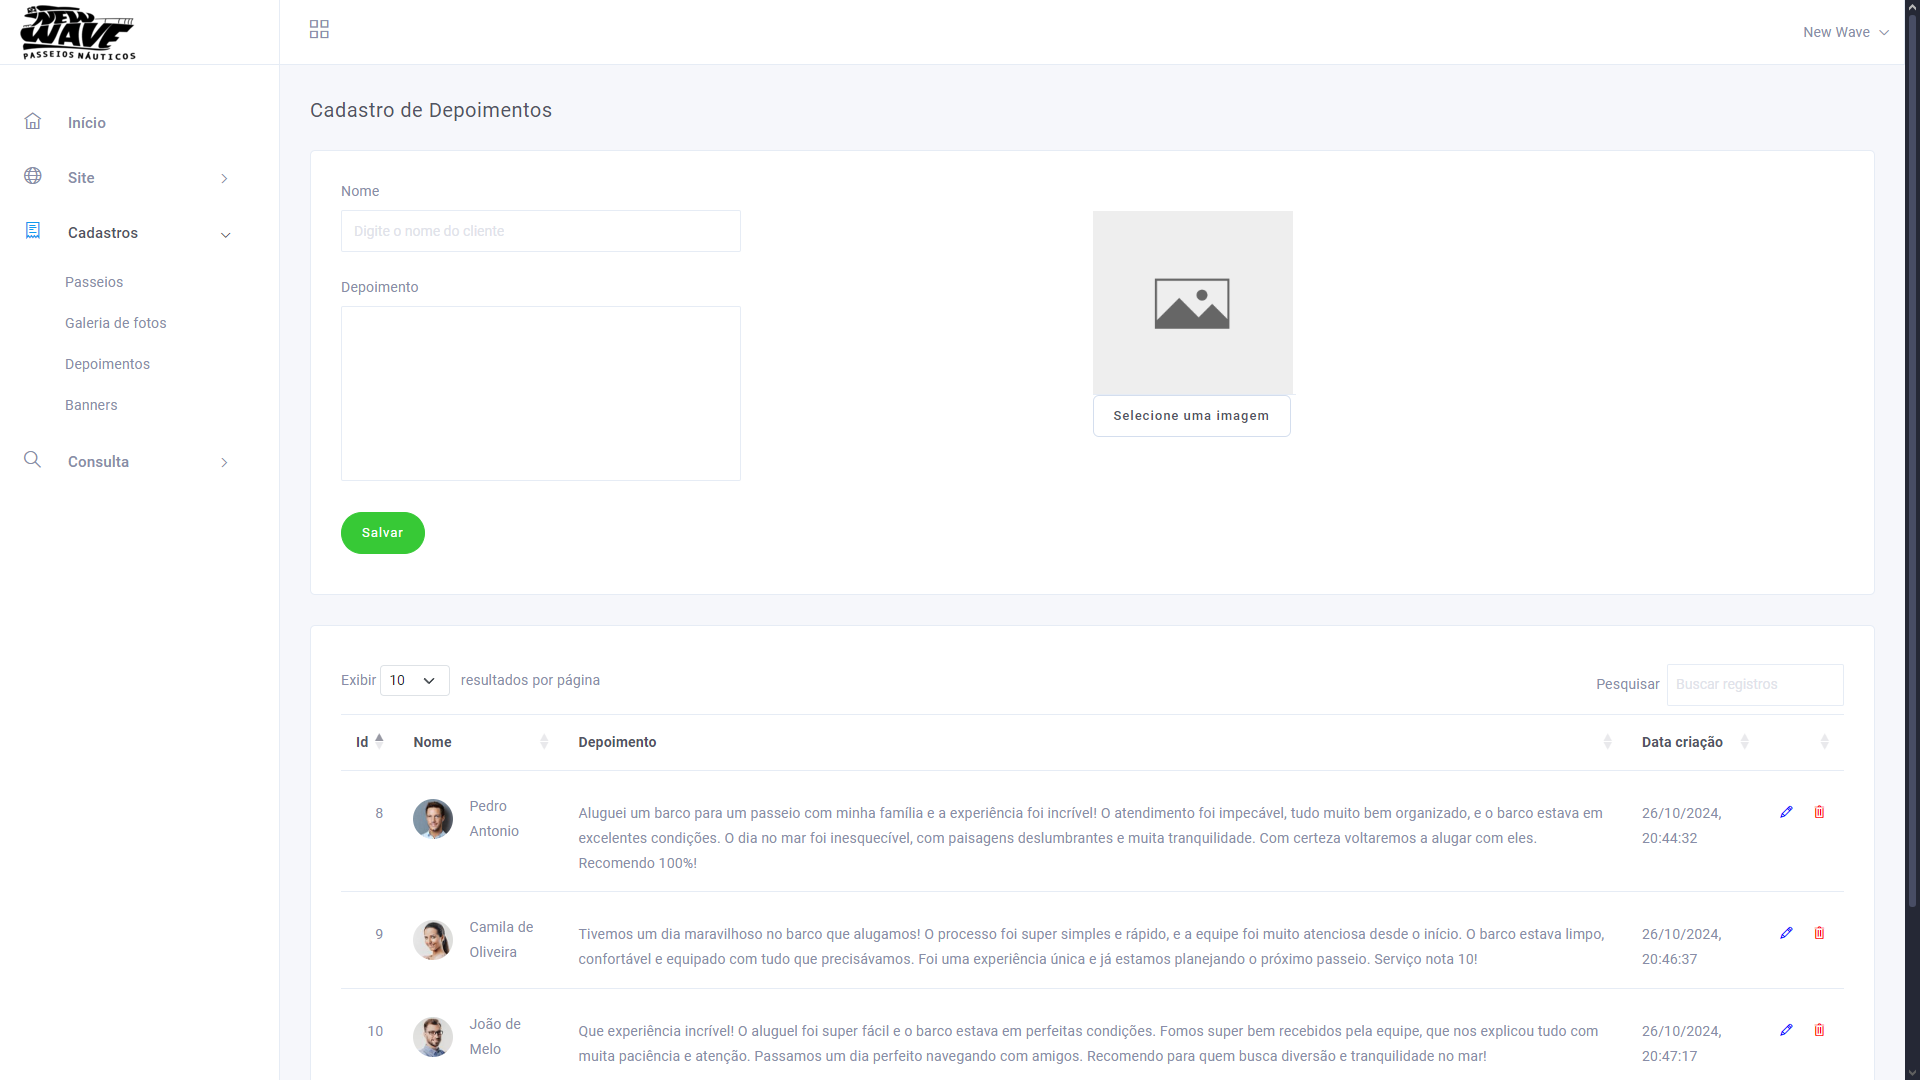 NEW
WAVE
PASSEIOS NÁUTICOS
New Wave
Início
Site
Cadastros
Passeios
Galeria de fotos
Depoimentos
Banners
Consulta
Cadastro de Depoimentos
Nome
Digite o nome do cliente
Depoimento
Selecione uma imagem
Salvar
Exibir 10 resultados por página
Pesquisar Buscar registros
Id Nome Depoimento Data criação
8
Pedro
Antonio
Aluguei um barco para um passeio com minha família e a experiência foi incrível! O atendimento foi impecável, tudo muito bem organizado, e o barco estava em
excelentes condições. O dia no mar foi inesquecível, com paisagens deslumbrantes e muita tranquilidade. Com certeza voltaremos a alugar com eles.
Recomendo 100%!
26/10/2024,
20:44:32
9
Camila de
Oliveira
Tivemos um dia maravilhoso no barco que alugamos! O processo foi super simples e rápido, e a equipe foi muito atenciosa desde o início. O barco estava limpo,
confortável e equipado com tudo que precisávamos. Foi uma experiência única e já estamos planejando o próximo passeio. Serviço nota 10!
26/10/2024,
20:46:37
10
João de
Melo
Que experiência incrível! O aluguel foi super fácil e o barco estava em perfeitas condições. Fomos super bem recebidos pela equipe, que nos explicou tudo com
muita paciência e atenção. Passamos um dia perfeito navegando com amigos. Recomendo para quem busca diversão e tranquilidade no mar!
26/10/2024,
20:47:17